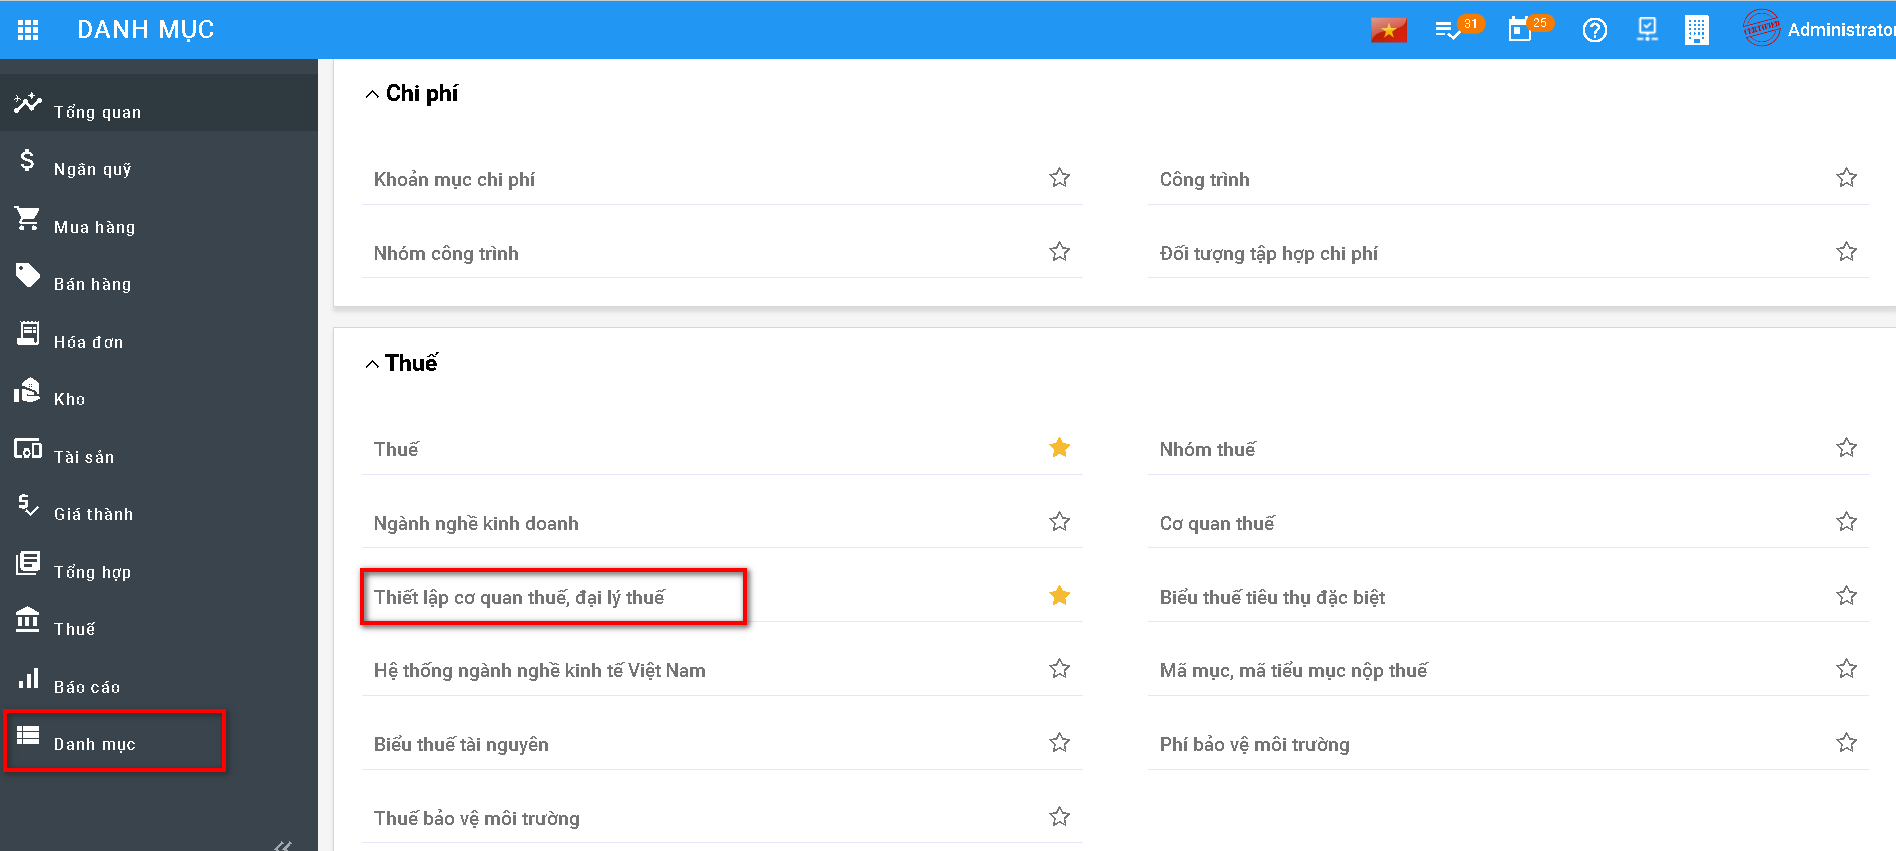 DANH MỤC
31
25
CERTIFIED
Administrator
Tổng quan
Ngân quỹ
Mua hàng
Bán hàng
Hóa đơn
Kho
Tài sản
Giá thành
Tổng hợp
Thuế
Báo cáo
Danh mục
Chi phí
Khoản mục chi phí
Công trình
Nhóm công trình
Đối tượng tập hợp chi phí
Thuế
Thuế
Nhóm thuế
Ngành nghề kinh doanh
Cơ quan thuế
Thiết lập cơ quan thuế, đại lý thuế
Biểu thuế tiêu thụ đặc biệt
Hệ thống ngành nghề kinh tế Việt Nam
Mã mục, mã tiểu mục nộp thuế
Biểu thuế tài nguyên
Phí bảo vệ môi trường
Thuế bảo vệ môi trường